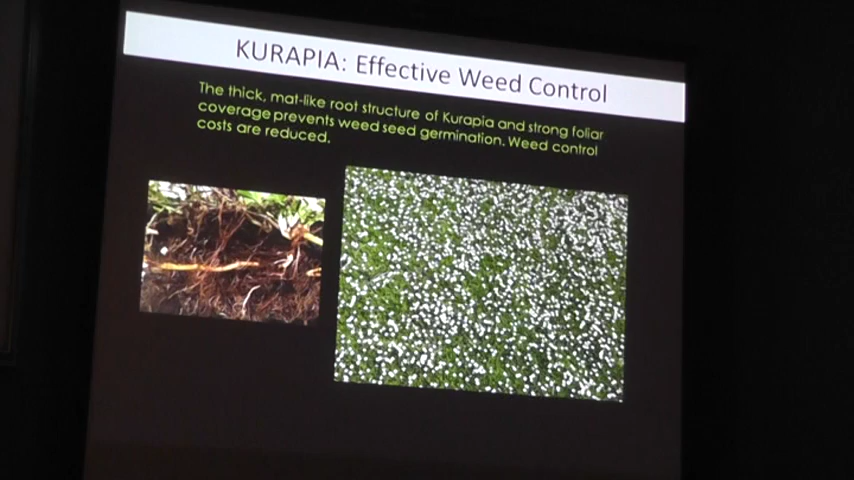 KURAPIA: Effective Weed Control
The thick, mat-like root structure of Kurapia and strong foliar
coverage prevents weed seed germination. Weed control
costs are reduced.